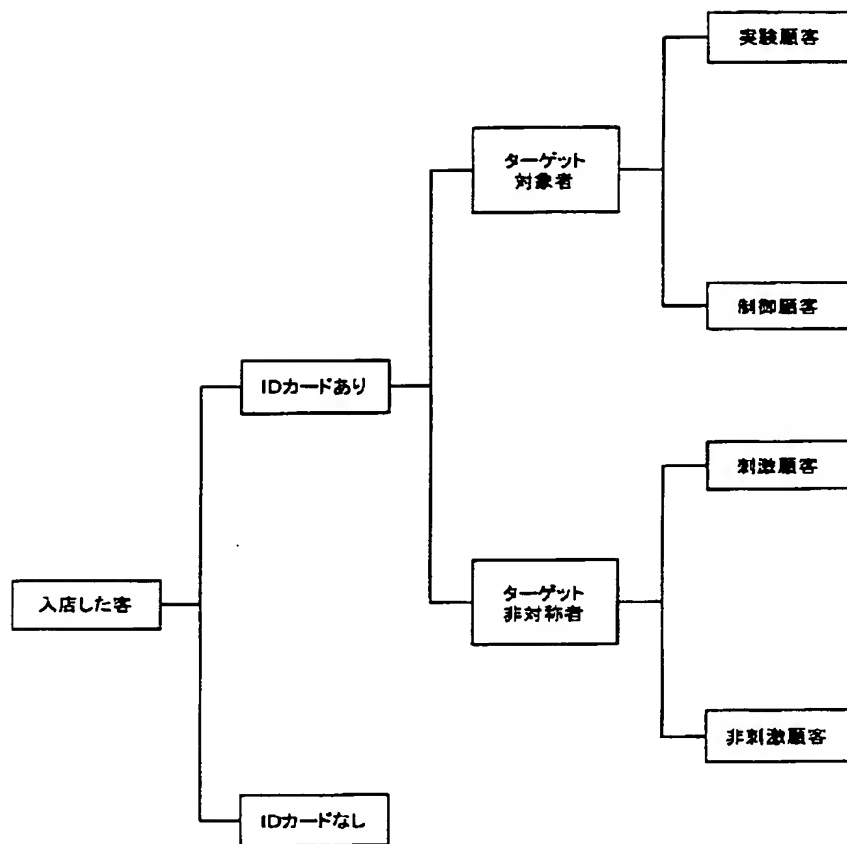 実験顧客
ターゲット
対象者
制御顧客
IDカードあり
刺激顧客
入店した客
ターゲット
非対称者
非刺激顧客
IDカードなし